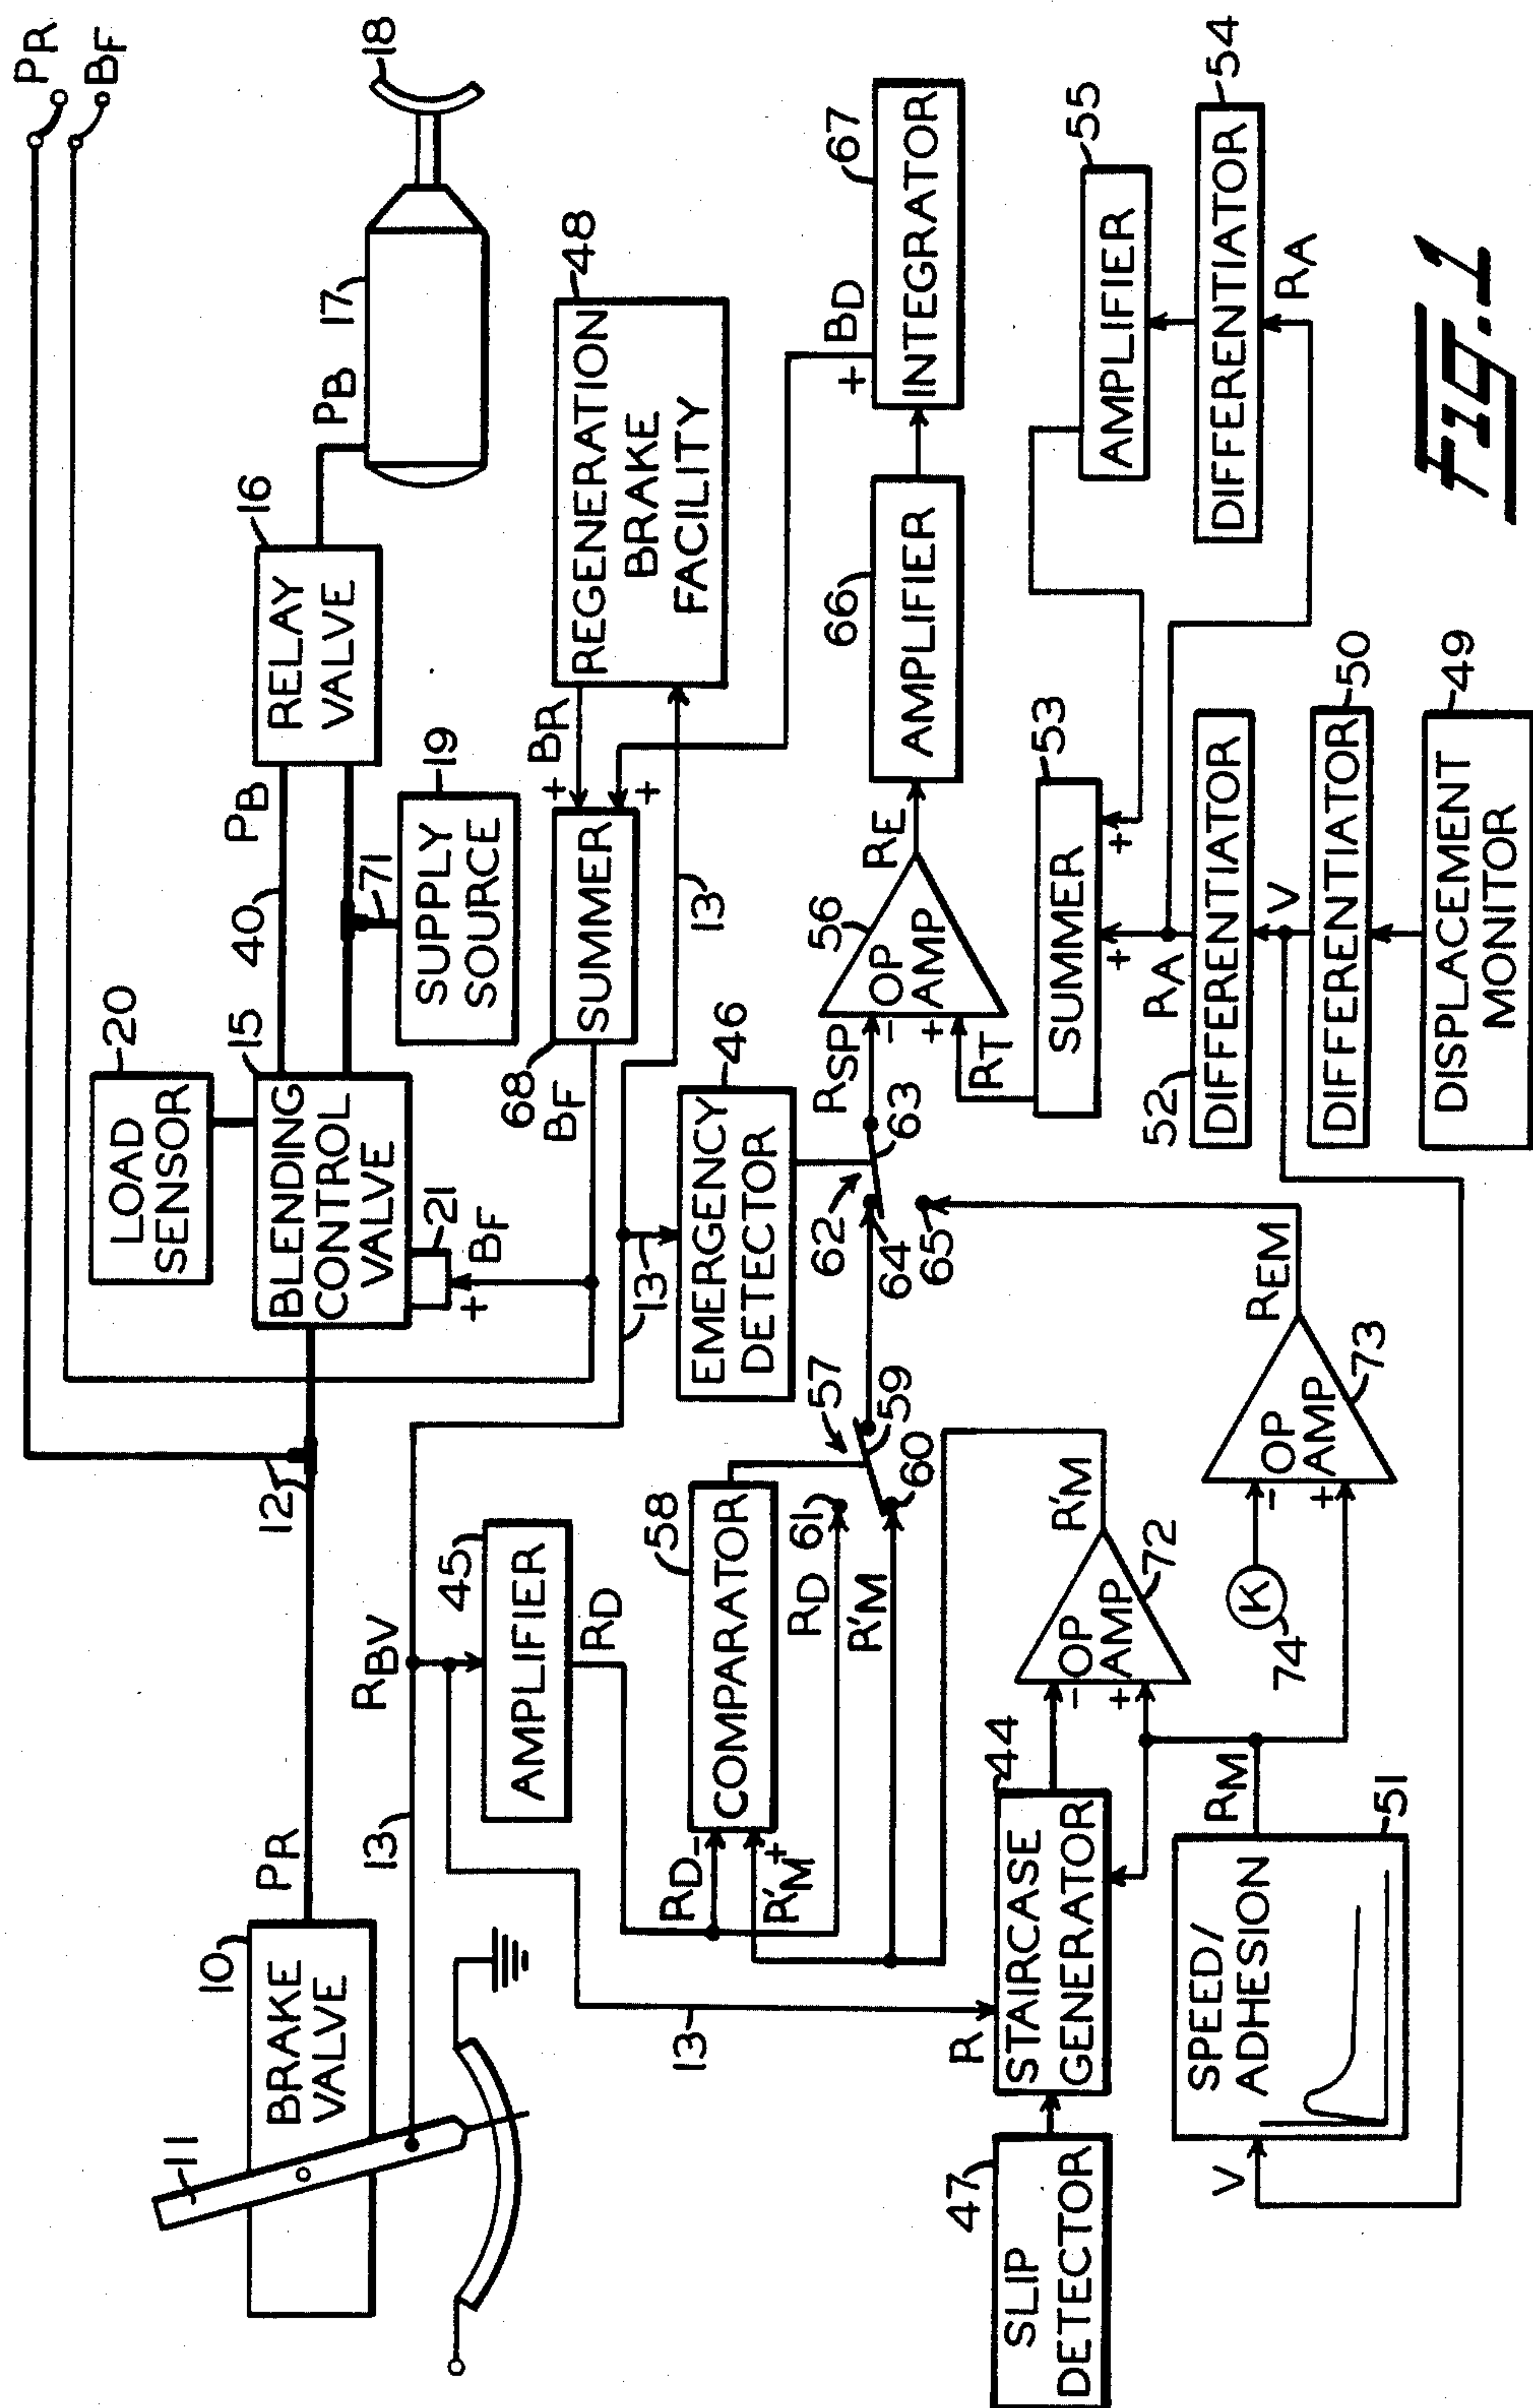 PR
BF
18
17
PB
16
RELAY
VALVE
PB
40
71
19
SUPPLY
SOURCE
20
LOAD
SENSOR
15
BLENDING
CONTROL
VALVE
21
BF
+
12
PR
10
BRAKE
VALVE
11
13
RBV
45
AMPLIFIER
RD
48
REGENERATION
BRAKE
FACILITY
BR
+
+
SUMMER
68
BF
13
13
46
EMERGENCY
DETECTOR
67
INTEGRATOR
BD
+
66
AMPLIFIER
RE
56
OP
AMP
-
+
RSP
RT
63
62
64
65
57
59
60
61
RD
R'M
58
COMPARATOR
RD
-
R'M
+
13
R
44
STAIRCASE
GENERATOR
47
SLIP
DETECTOR
R'M
72
OP
AMP
-
+
RM
51
SPEED/
ADHESION
V
REM
73
OP
AMP
-
+
K
74
53
SUMMER
+
+
RA
52
DIFFERENTIATOR
V
50
DIFFERENTIATOR
49
DISPLACEMENT
MONITOR
55
AMPLIFIER
54
DIFFERENTIATOR
RA
FIG. 1